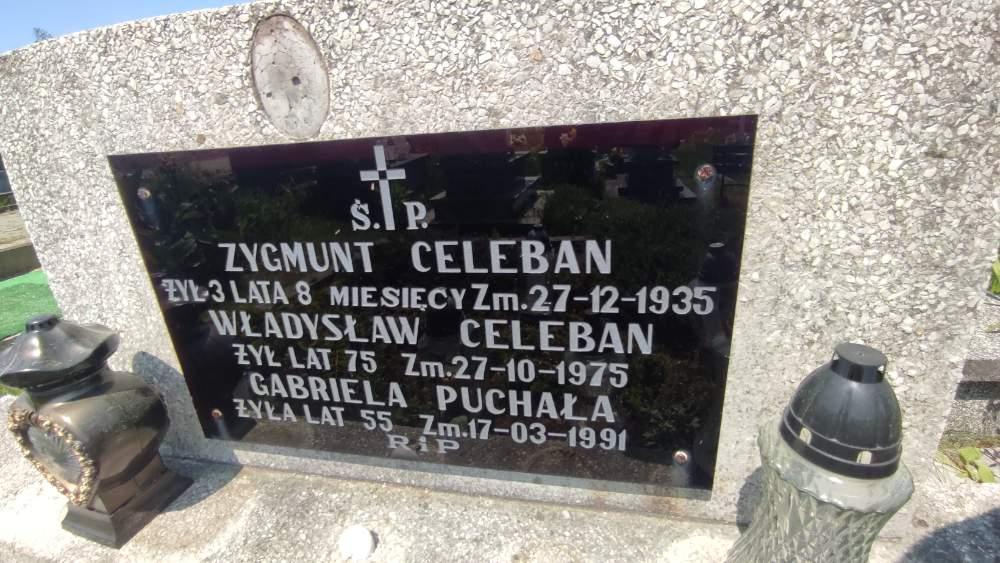 Ś. P.
ZYGMUNT CELEBAN
ŻYŁ 3 LATA 8 MIESIĘCY Zm. 27-12-1935
WŁADYSŁAW CELEBAN
ŻYŁ LAT 75 Zm. 27-10-1975
GABRIELA PUCHAŁA
ŻYŁA LAT 55 Zm. 17-03-1991
RiP